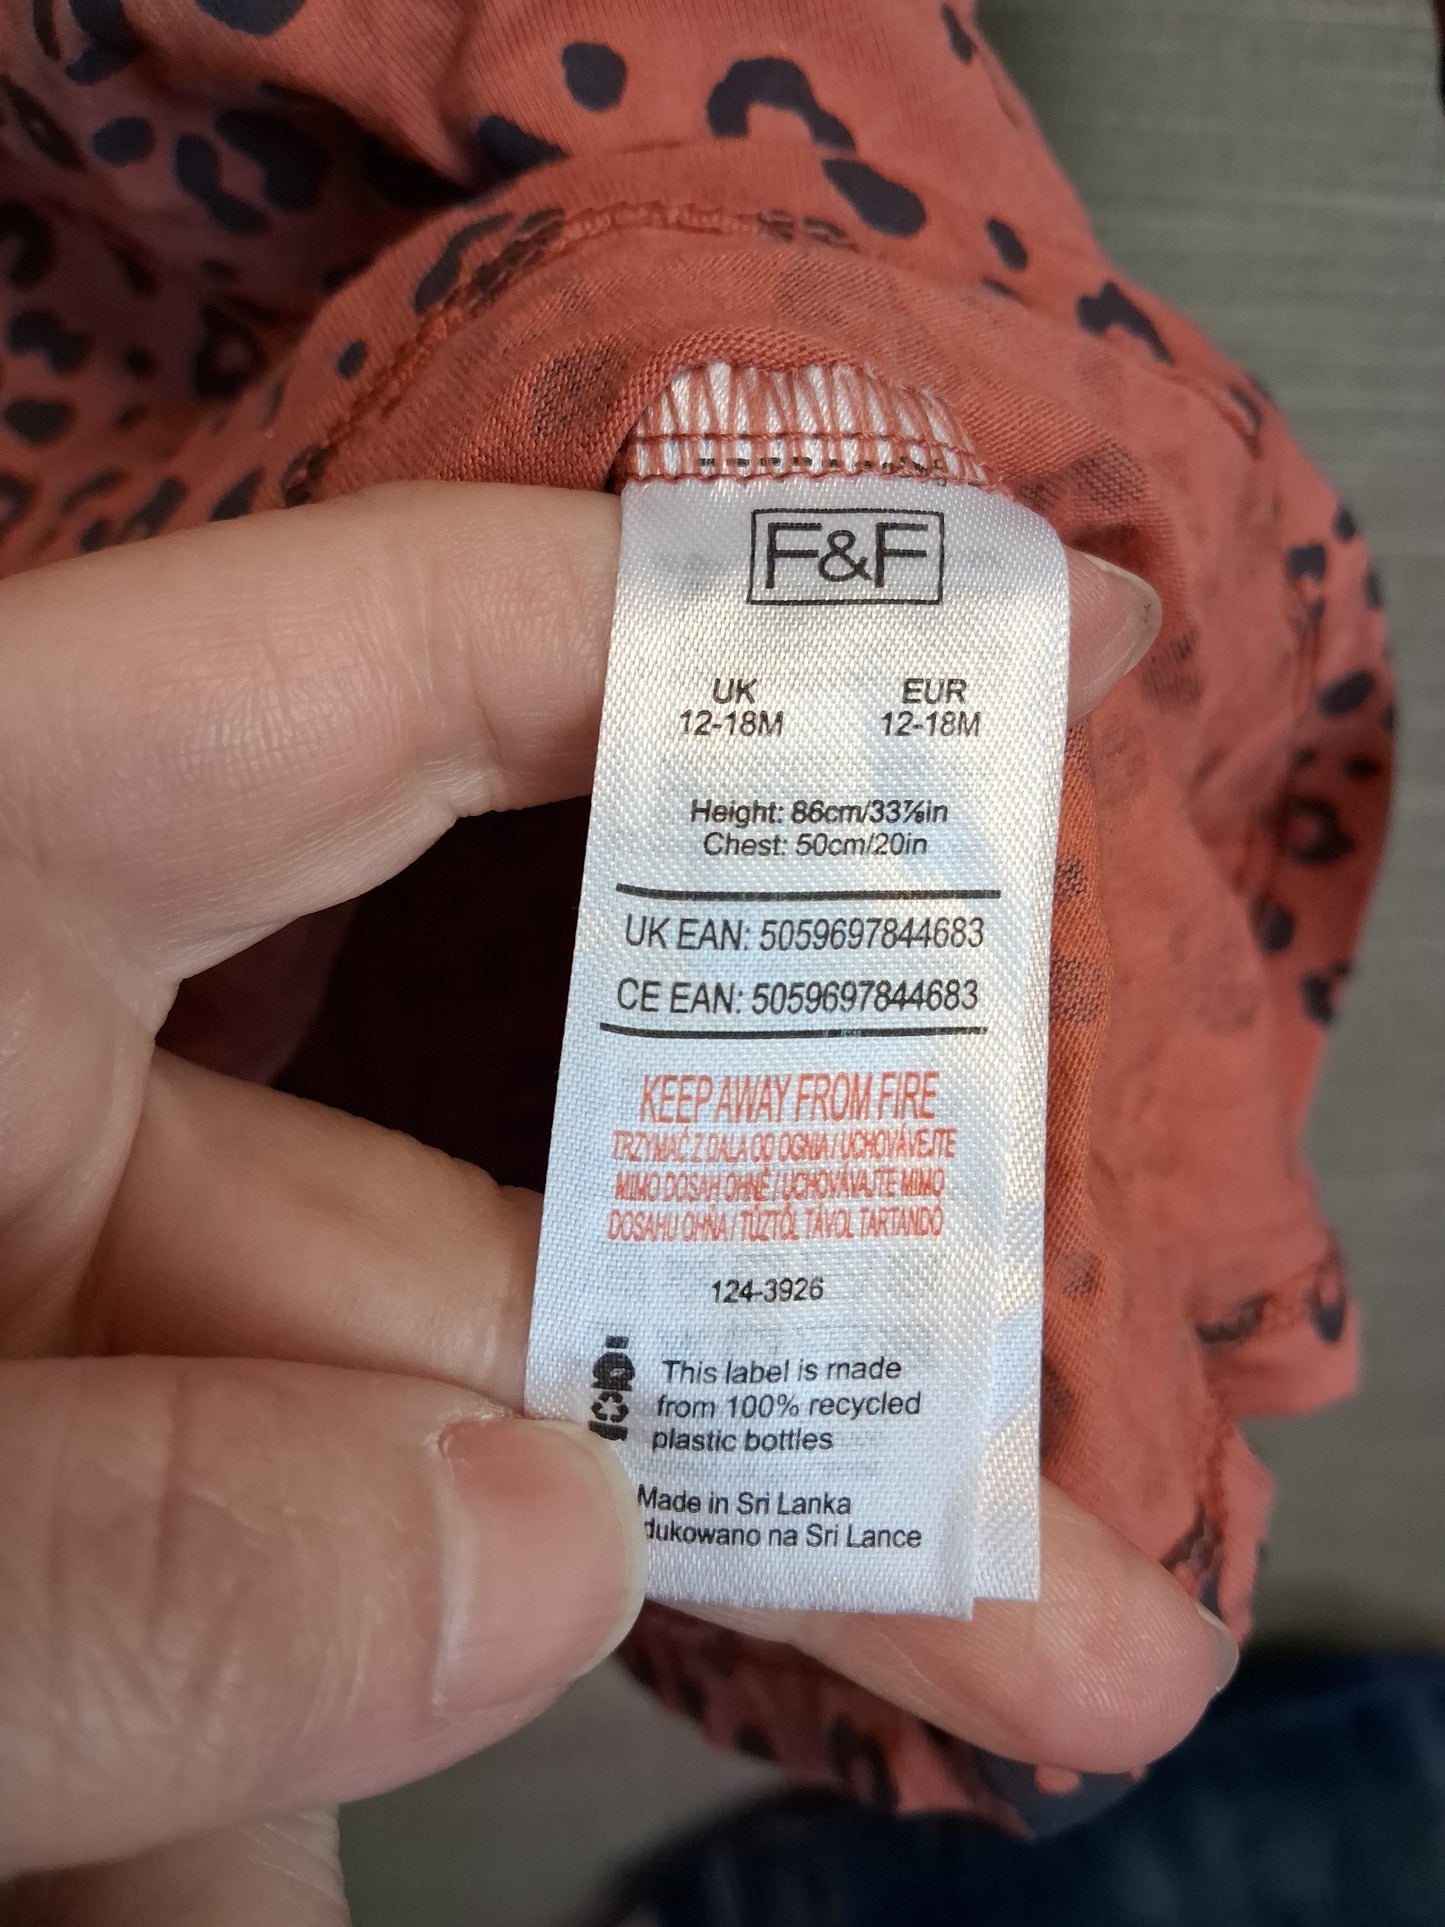 F&F
UK EUR
12-18M 12-18M
Height: 86cm/33⅞in
Chest: 50cm/20in
UK EAN: 5059697844683
CE EAN: 5059697844683
KEEP AWAY FROM FIRE
TRZYMAĆ Z DALA OD OGNIA / UCHOVÁVEJTE
MIMO DOSAH OHNĚ / UCHOVÁVAJTE MIMO
DOSAHU OHŇA / TŰZTŐL TÁVOL TARTANDÓ
124-3926
This label is made
from 100% recycled
plastic bottles
Made in Sri Lanka
dukowano na Sri Lance